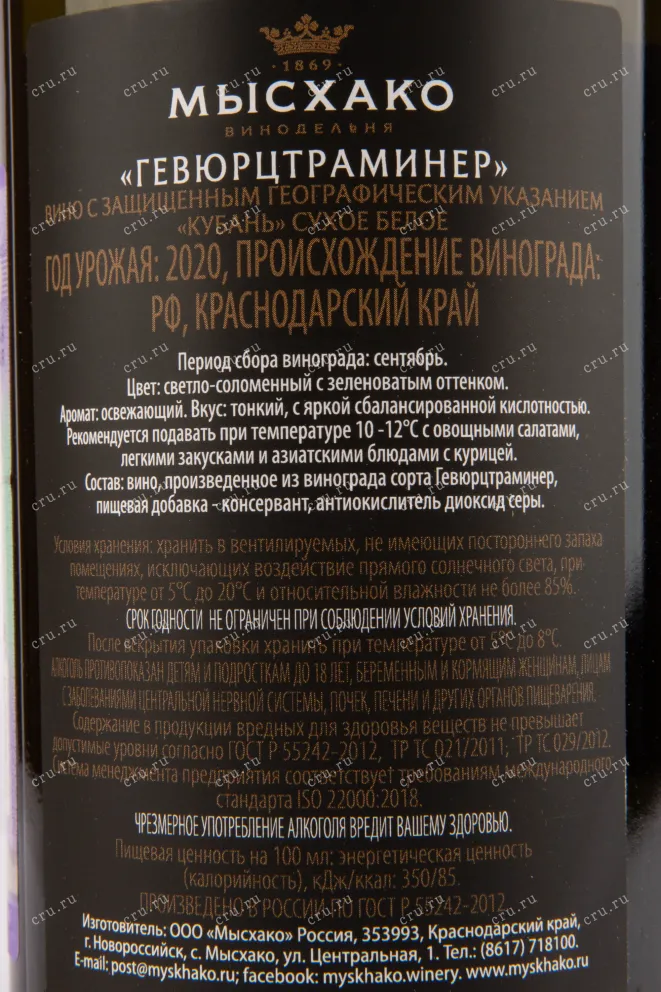 · 1869 ·
МЫСХАКО
ВИНОДЕЛЬНЯ
«ГЕВЮРЦТРАМИНЕР»
ВИНО С ЗАЩИЩЕННЫМ ГЕОГРАФИЧЕСКИМ УКАЗАНИЕМ
«КУБАНЬ» СУХОЕ БЕЛОЕ
ГОД УРОЖАЯ: 2020, ПРОИСХОЖДЕНИЕ ВИНОГРАДА:
РФ, КРАСНОДАРСКИЙ КРАЙ
Период сбора винограда: сентябрь.
Цвет: светло-соломенный с зеленоватым оттенком.
Аромат: освежающий. Вкус: тонкий, с яркой сбалансированной кислотностью.
Рекомендуется подавать при температуре 10 -12°С с овощными салатами,
легкими закусками и азиатскими блюдами с курицей.
Состав: вино, произведенное из винограда сорта Гевюрцтраминер,
пищевая добавка – консервант, антиокислитель диоксид серы.
Условия хранения: хранить в вентилируемых, не имеющих постороннего запаха
помещениях, исключающих воздействие прямого солнечного света, при
температуре от 5°С до 20°С и относительной влажности не более 85%.
СРОК ГОДНОСТИ НЕ ОГРАНИЧЕН ПРИ СОБЛЮДЕНИИ УСЛОВИЙ ХРАНЕНИЯ.
После вскрытия упаковки хранить при температуре от 5°С до 8°С.
АЛКОГОЛЬ ПРОТИВОПОКАЗАН ДЕТЯМ И ПОДРОСТКАМ ДО 18 ЛЕТ, БЕРЕМЕННЫМ И КОРМЯЩИМ ЖЕНЩИНАМ, ЛИЦАМ
С ЗАБОЛЕВАНИЯМИ ЦЕНТРАЛЬНОЙ НЕРВНОЙ СИСТЕМЫ, ПОЧЕК, ПЕЧЕНИ И ДРУГИХ ОРГАНОВ ПИЩЕВАРЕНИЯ.
Содержание в продукции вредных для здоровья веществ не превышает
допустимые уровни согласно ГОСТ Р 55242-2012, ТР ТС 021/2011; ТР ТС 029/2012.
Система менеджмента предприятия соответствует требованиям международного
стандарта ISO 22000:2018.
ЧРЕЗМЕРНОЕ УПОТРЕБЛЕНИЕ АЛКОГОЛЯ ВРЕДИТ ВАШЕМУ ЗДОРОВЬЮ.
Пищевая ценность на 100 мл: энергетическая ценность
(калорийность), кДж/ккал: 350/85.
ПРОИЗВЕДЕНО В РОССИИ ПО ГОСТ Р 55242-2012
Изготовитель: ООО «Мысхако» Россия, 353993, Краснодарский край,
г. Новороссийск, с. Мысхако, ул. Центральная, 1. Тел.: (8617) 718100.
E-mail: post@myskhako.ru; facebook: myskhako.winery. www.myskhako.ru